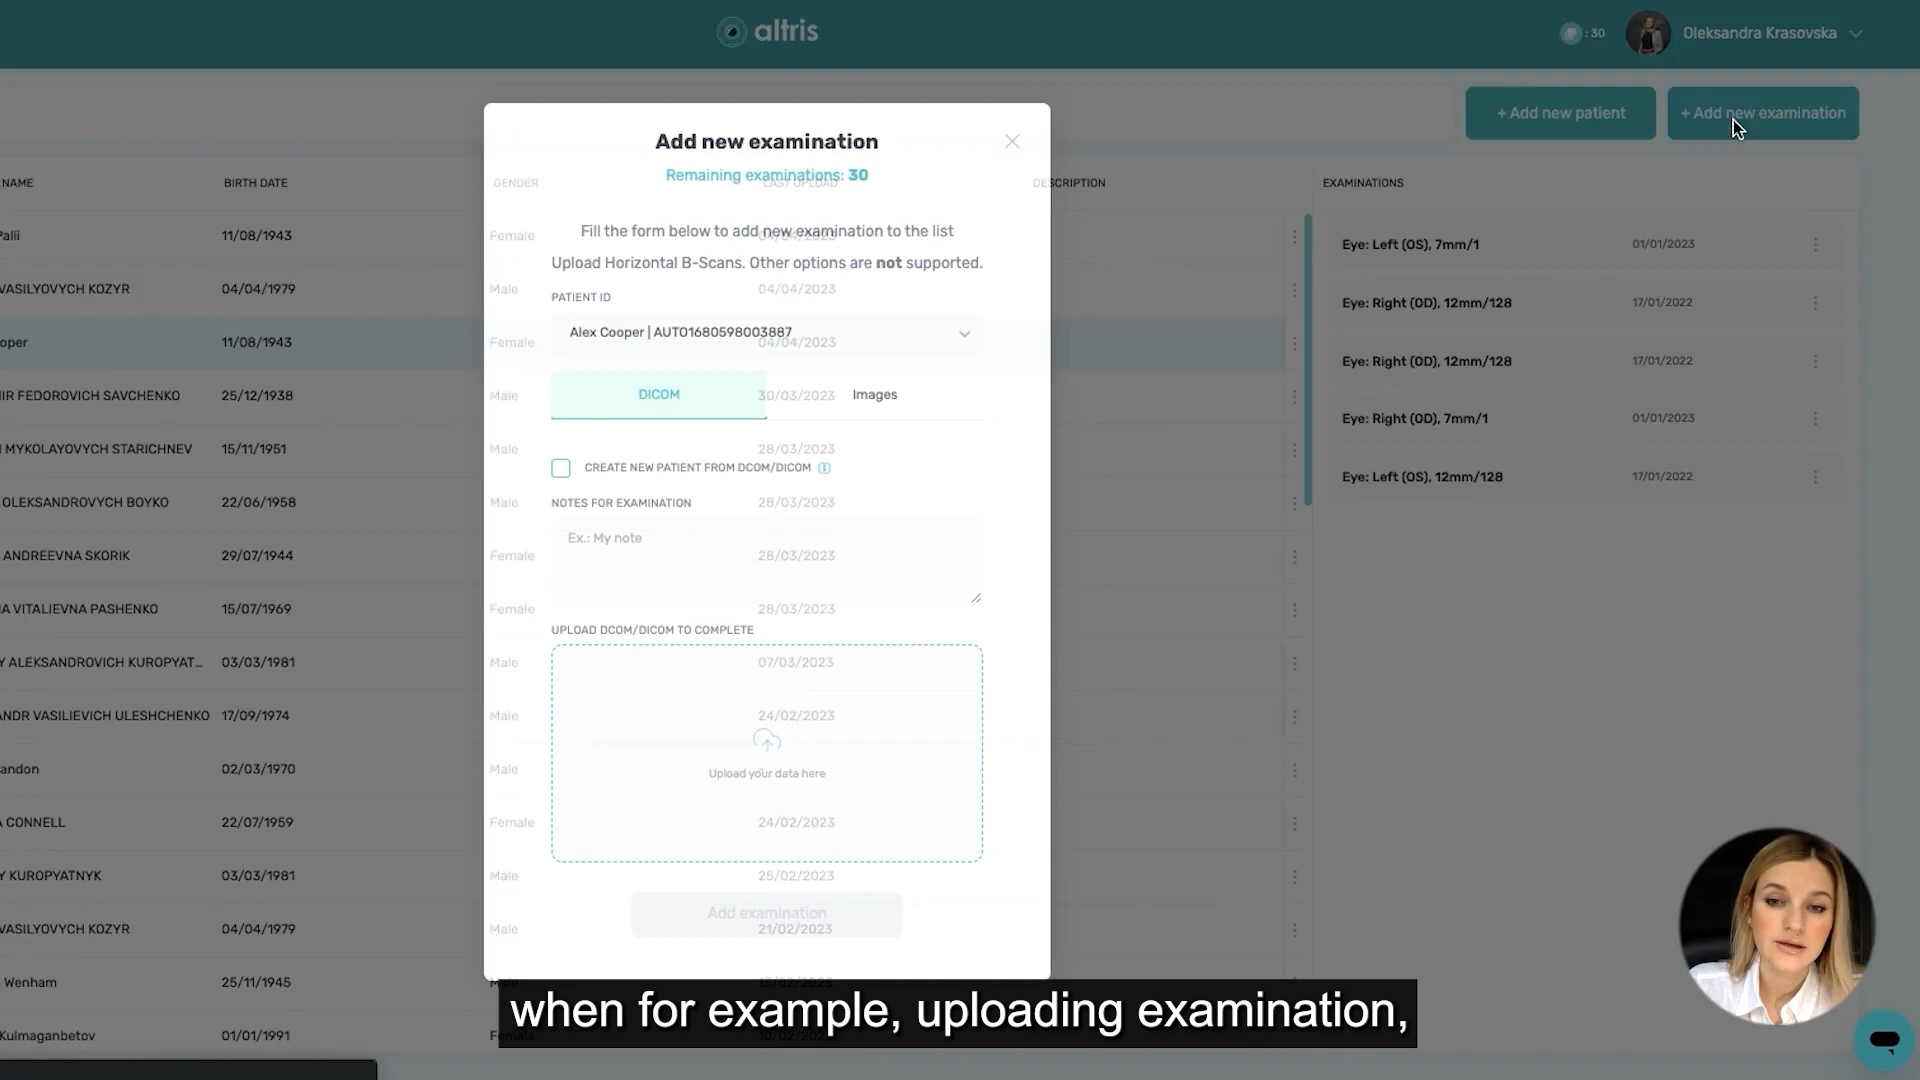 altris
: 30
Oleksandra Krasovska
+ Add new patient
+ Add new examination
NAME
BIRTH DATE
GENDER
LAST UPLOAD
DESCRIPTION
EXAMINATIONS
Palii 11/08/1943 Female 04/04/2023
VASILYOVYCH KOZYR 04/04/1979 Male 04/04/2023
oper 11/08/1943 Female 04/04/2023
IR FEDOROVICH SAVCHENKO 25/12/1938 Male 30/03/2023
MYKOLAYOVYCH STARICHNEV 15/11/1951 Male 28/03/2023
OLEKSANDROVYCH BOYKO 22/06/1958 Male 28/03/2023
ANDREEVNA SKORIK 29/07/1944 Female 28/03/2023
A VITALIEVNA PASHENKO 15/07/1969 Female 28/03/2023
Y ALEKSANDROVICH KUROPYAT... 03/03/1981 Male 07/03/2023
ANDR VASILIEVICH ULESHCHENKO 17/09/1974 Male 24/02/2023
andon 02/03/1970 Male
A CONNELL 22/07/1959 Female 24/02/2023
Y KUROPYATNYK 03/03/1981 Male 25/02/2023
VASILYOVYCH KOZYR 04/04/1979 Male 21/02/2023
Wenham 25/11/1945
Kulmaganbetov 01/01/1991
Add new examination
Remaining examinations: 30
Fill the form below to add new examination to the list
Upload Horizontal B-Scans. Other options are not supported.
PATIENT ID
Alex Cooper | AUTO1680598003887
DICOM
Images
CREATE NEW PATIENT FROM DCOM/DICOM
NOTES FOR EXAMINATION
Ex.: My note
UPLOAD DCOM/DICOM TO COMPLETE
Upload your data here
Add examination
Eye: Left (OS), 7mm/1 01/01/2023
Eye: Right (OD), 12mm/128 17/01/2022
Eye: Right (OD), 12mm/128 17/01/2022
Eye: Right (OD), 7mm/1 01/01/2023
Eye: Left (OS), 12mm/128 17/01/2022
when for example, uploading examination,